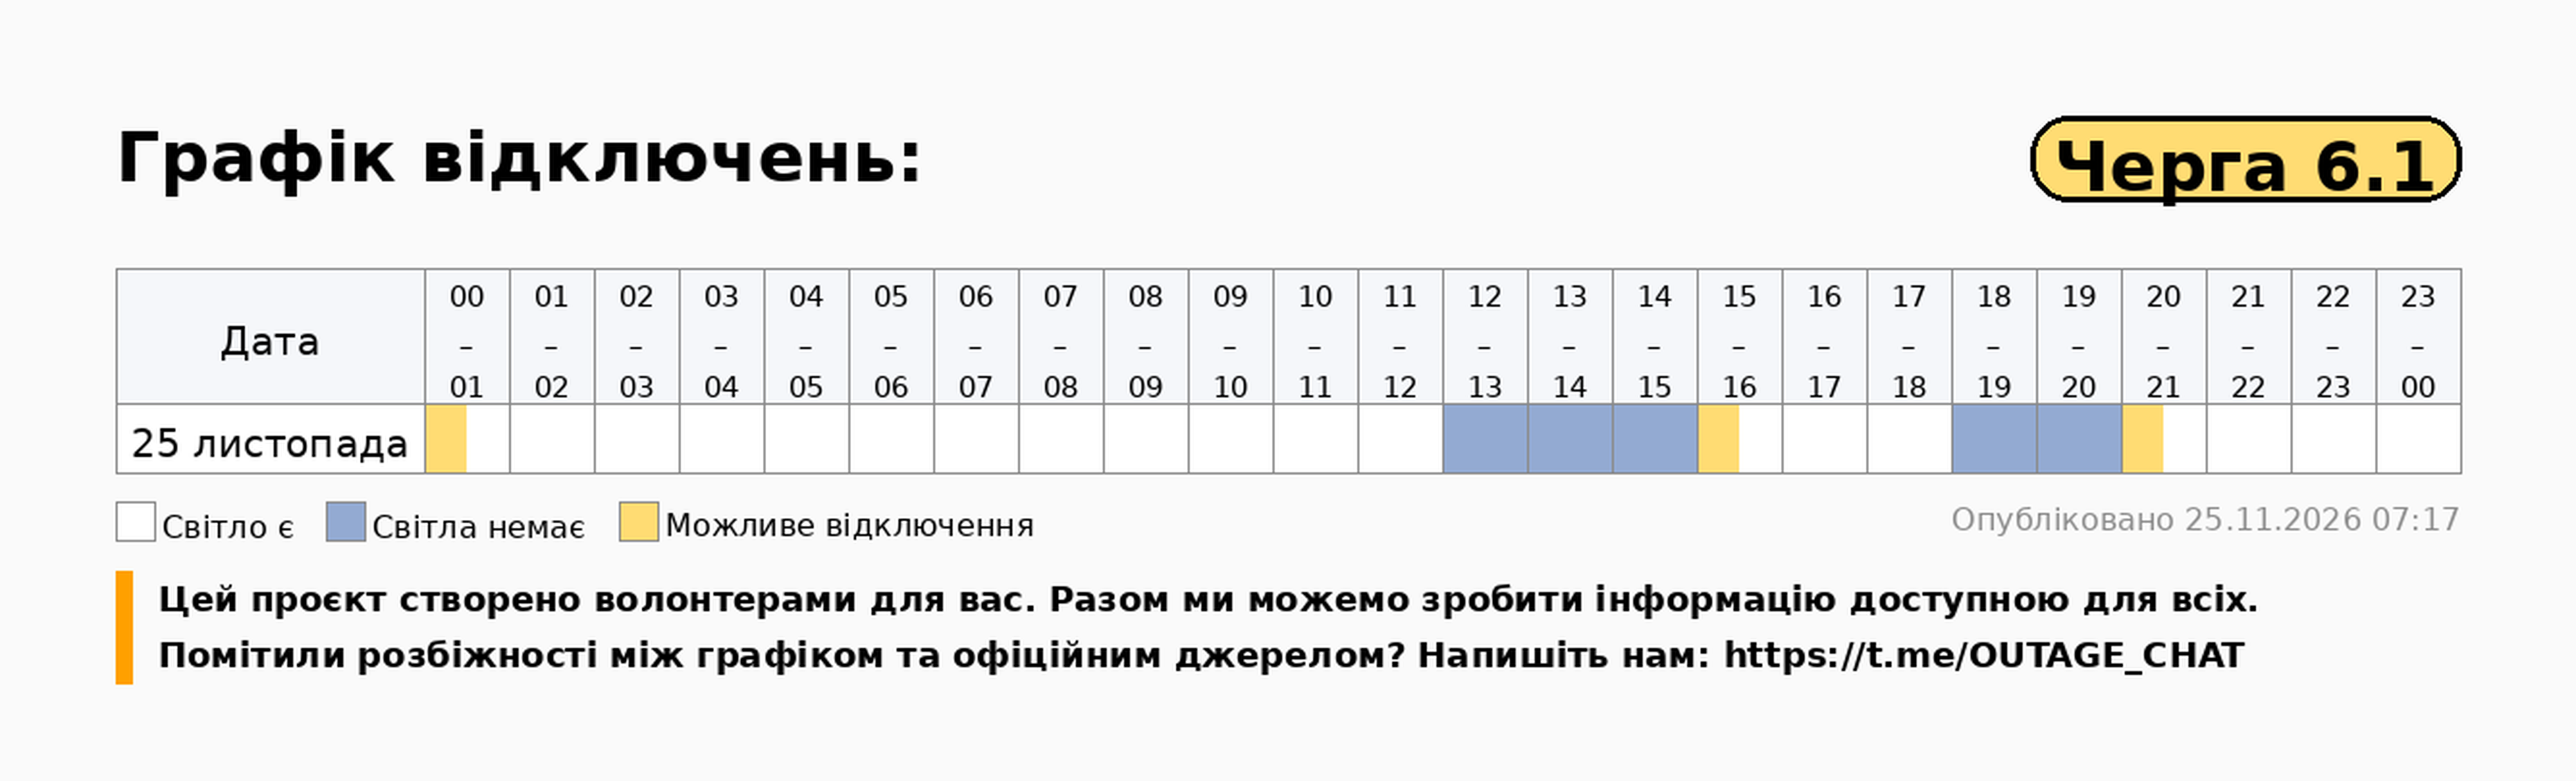 Графік відключень:
Черга 6.1
Дата
00 – 01
01 – 02
02 – 03
03 – 04
04 – 05
05 – 06
06 – 07
07 – 08
08 – 09
09 – 10
10 – 11
11 – 12
12 – 13
13 – 14
14 – 15
15 – 16
16 – 17
17 – 18
18 – 19
19 – 20
20 – 21
21 – 22
22 – 23
23 – 00
25 листопада
Світло є
Світла немає
Можливе відключення
Опубліковано 25.11.2026 07:17
Цей проєкт створено волонтерами для вас. Разом ми можемо зробити інформацію доступною для всіх.
Помітили розбіжності між графіком та офіційним джерелом? Напишіть нам: https://t.me/OUTAGE_CHAT